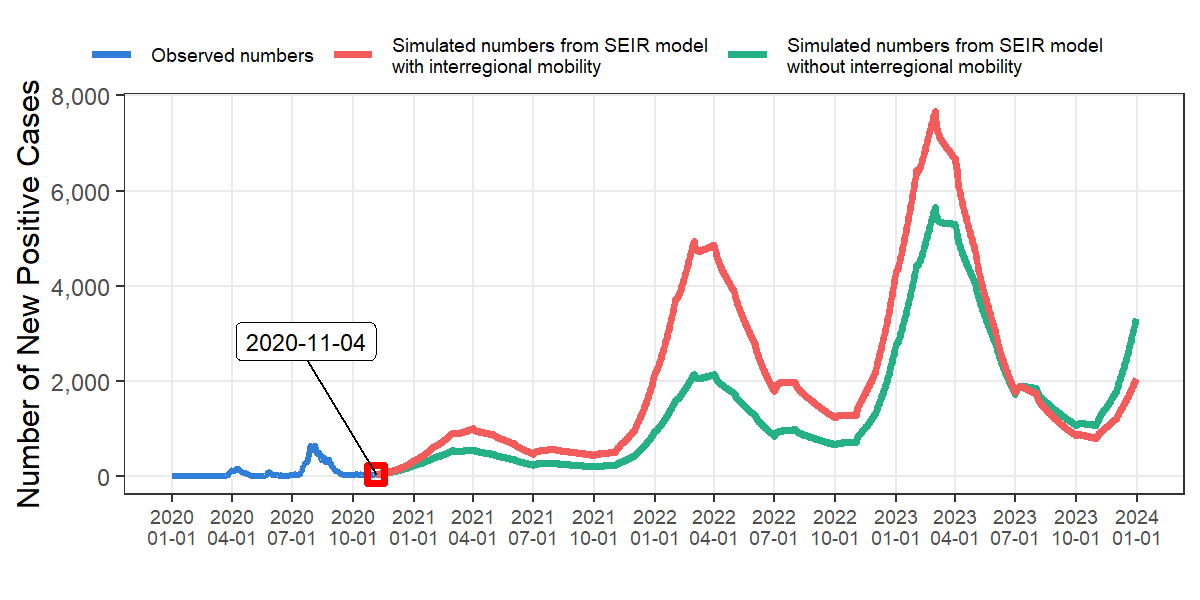 Observed numbers
Simulated numbers from SEIR model
with interregional mobility
Simulated numbers from SEIR model
without interregional mobility
Number of New Positive Cases
8,000
6,000
4,000
2,000
0
2020-11-04
2020 2020 2020 2020 2021 2021 2021 2021 2022 2022 2022 2022 2023 2023 2023 2023 2024
01-01 04-01 07-01 10-01 01-01 04-01 07-01 10-01 01-01 04-01 07-01 10-01 01-01 04-01 07-01 10-01 01-01